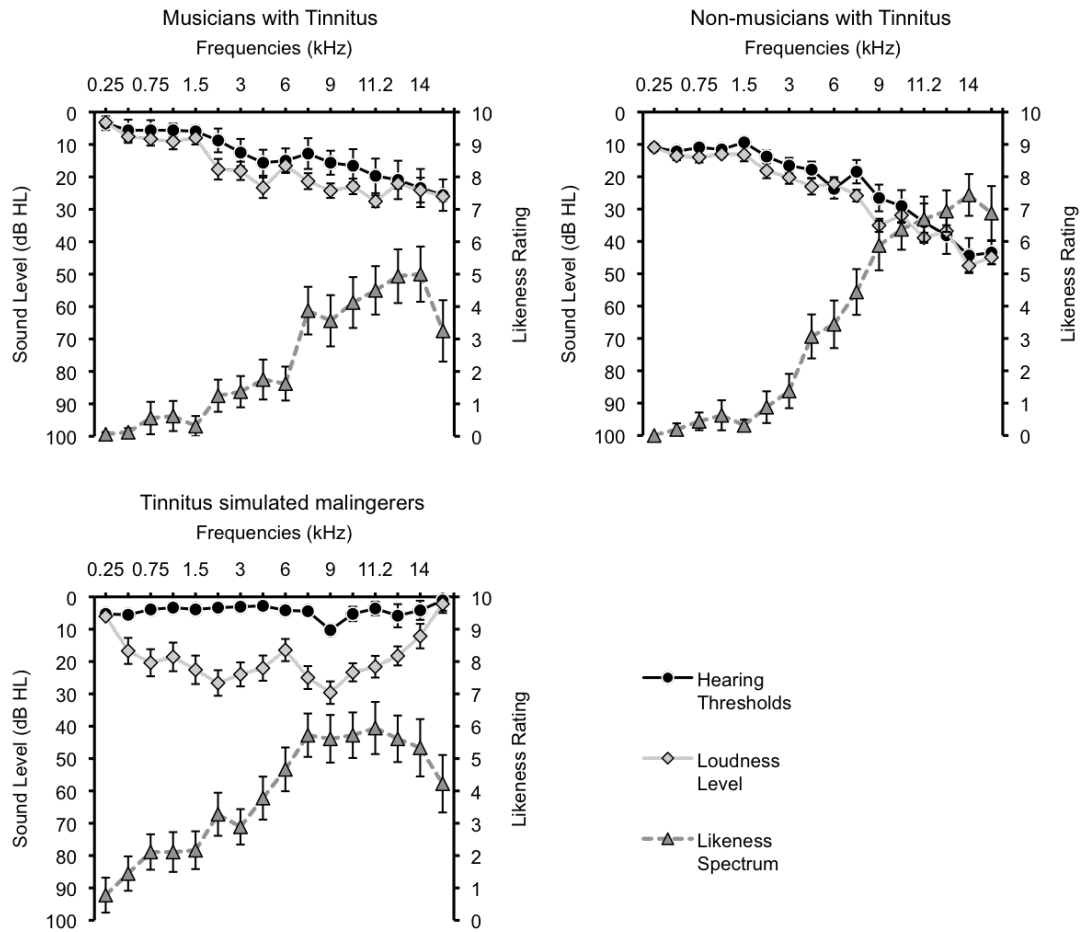 Musicians with Tinnitus
Frequencies (kHz)
0.25 0.75 1.5 3 6 9 11.2 14
0 10
10 9
20 8
30 7
40 6
50 5
60 4
70 3
80 2
90 1
100 0
Sound Level (dB HL)
Likeness Rating
Non-musicians with Tinnitus
Frequencies (kHz)
0.25 0.75 1.5 3 6 9 11.2 14
0 10
10 9
20 8
30 7
40 6
50 5
60 4
70 3
80 2
90 1
100 0
Sound Level (dB HL)
Likeness Rating
Tinnitus simulated malingerers
Frequencies (kHz)
0.25 0.75 1.5 3 6 9 11.2 14
0 10
10 9
20 8
30 7
40 6
50 5
60 4
70 3
80 2
90 1
100 0
Sound Level (dB HL)
Likeness Rating
Hearing
Thresholds
Loudness
Level
Likeness
Spectrum